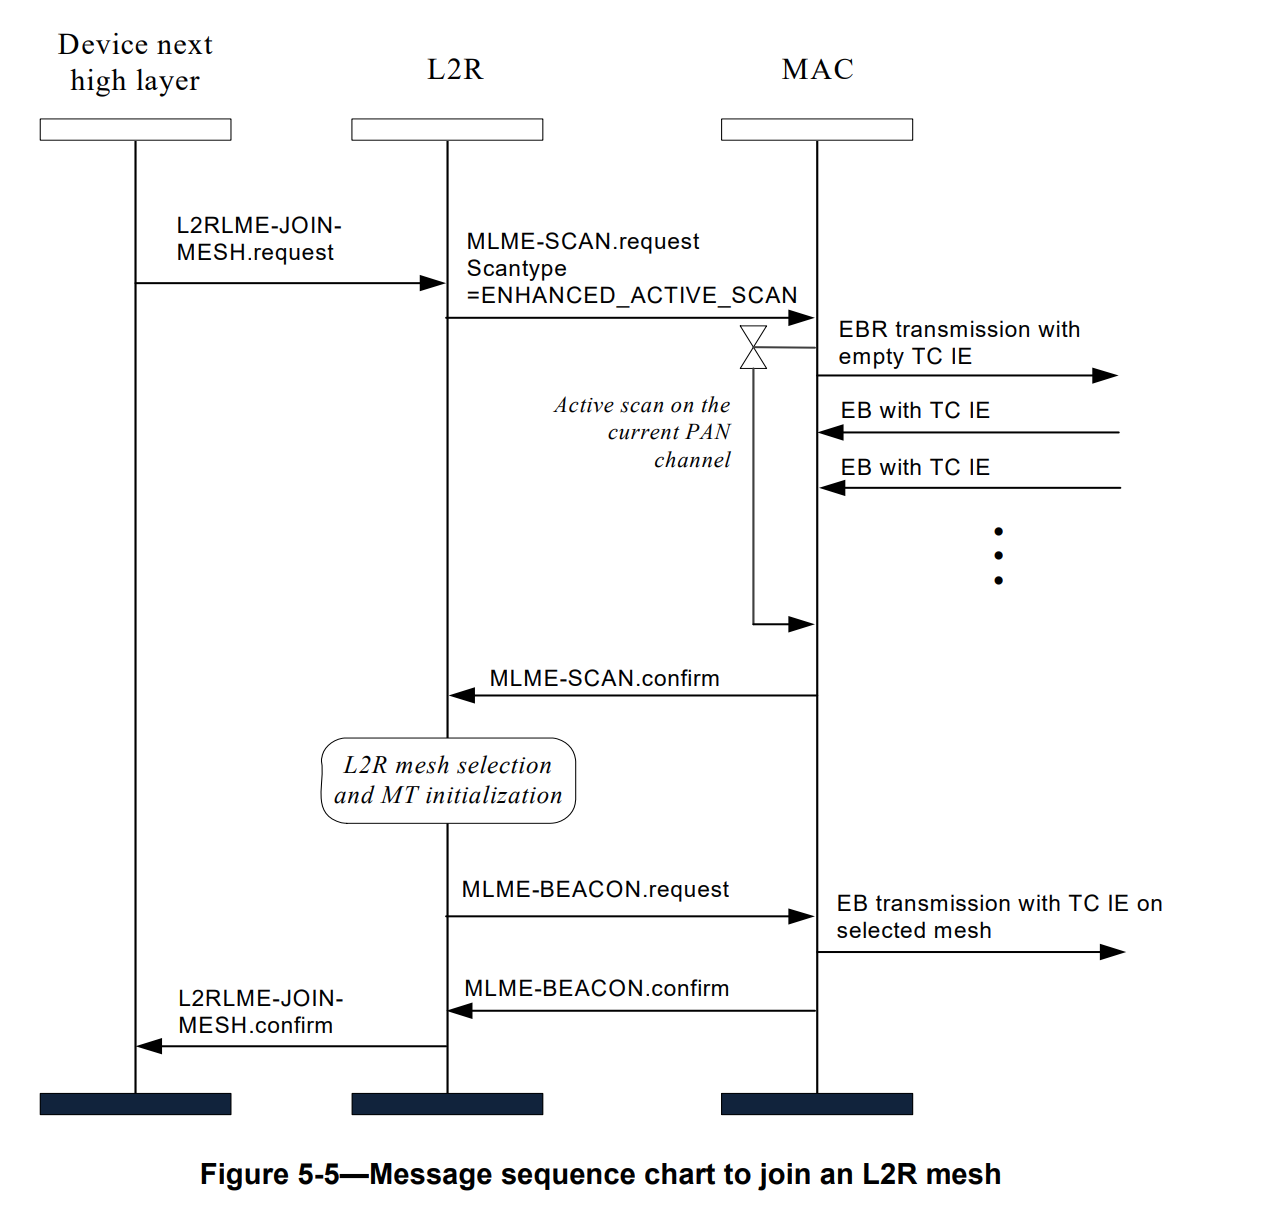 Device next
high layer
L2R
MAC
L2RLME-JOIN-
MESH.request
MLME-SCAN.request
Scantype
=ENHANCED_ACTIVE_SCAN
EBR transmission with
empty TC IE
Active scan on the
current PAN
channel
EB with TC IE
EB with TC IE
MLME-SCAN.confirm
L2R mesh selection
and MT initialization
MLME-BEACON.request
EB transmission with TC IE on
selected mesh
MLME-BEACON.confirm
L2RLME-JOIN-
MESH.confirm
Figure 5-5—Message sequence chart to join an L2R mesh